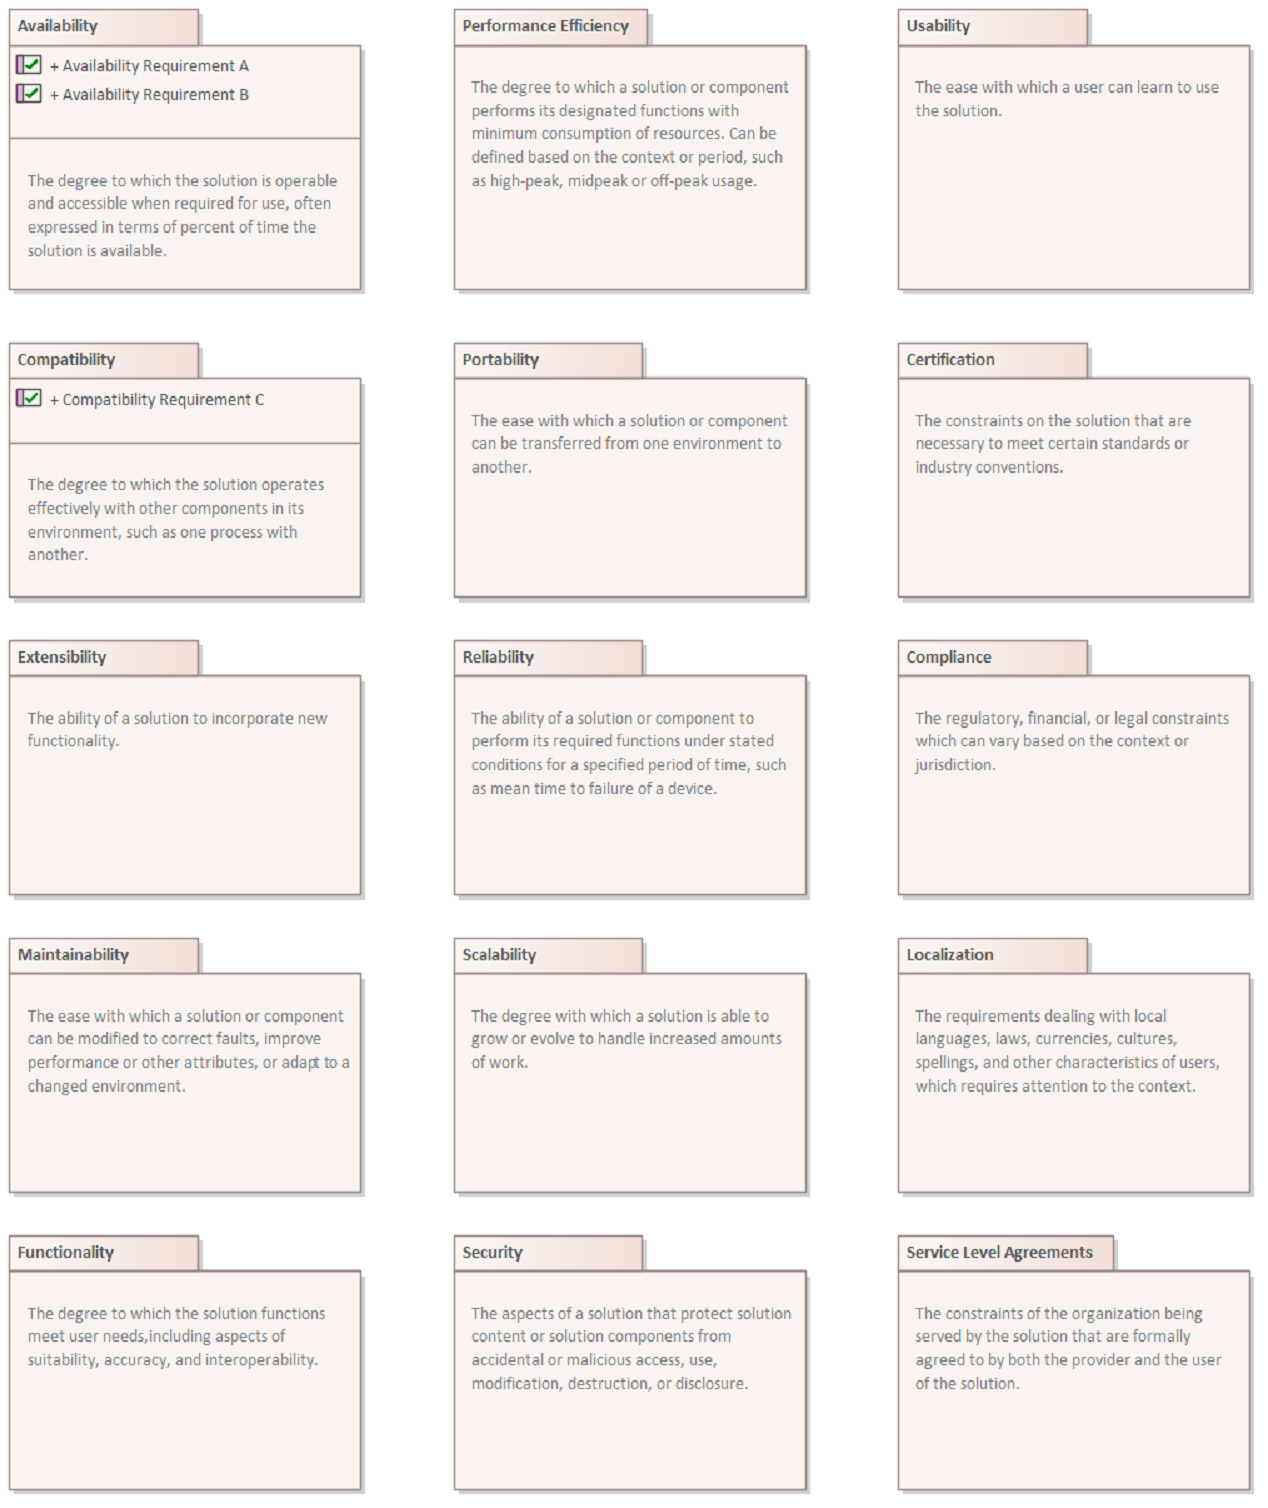 Availability
+ Availability Requirement A
+ Availability Requirement B
The degree to which the solution is operable
and accessible when required for use, often
expressed in terms of percent of time the
solution is available.
Performance Efficiency
The degree to which a solution or component
performs its designated functions with
minimum consumption of resources. Can be
defined based on the context or period, such
as high-peak, midpeak or off-peak usage.
Usability
The ease with which a user can learn to use
the solution.
Compatibility
+ Compatibility Requirement C
The degree to which the solution operates
effectively with other components in its
environment, such as one process with
another.
Portability
The ease with which a solution or component
can be transferred from one environment to
another.
Certification
The constraints on the solution that are
necessary to meet certain standards or
industry conventions.
Extensibility
The ability of a solution to incorporate new
functionality.
Reliability
The ability of a solution or component to
perform its required functions under stated
conditions for a specified period of time, such
as mean time to failure of a device.
Compliance
The regulatory, financial, or legal constraints
which can vary based on the context or
jurisdiction.
Maintainability
The ease with which a solution or component
can be modified to correct faults, improve
performance or other attributes, or adapt to a
changed environment.
Scalability
The degree with which a solution is able to
grow or evolve to handle increased amounts
of work.
Localization
The requirements dealing with local
languages, laws, currencies, cultures,
spellings, and other characteristics of users,
which requires attention to the context.
Functionality
The degree to which the solution functions
meet user needs,including aspects of
suitability, accuracy, and interoperability.
Security
The aspects of a solution that protect solution
content or solution components from
accidental or malicious access, use,
modification, destruction, or disclosure.
Service Level Agreements
The constraints of the organization being
served by the solution that are formally
agreed to by both the provider and the user
of the solution.